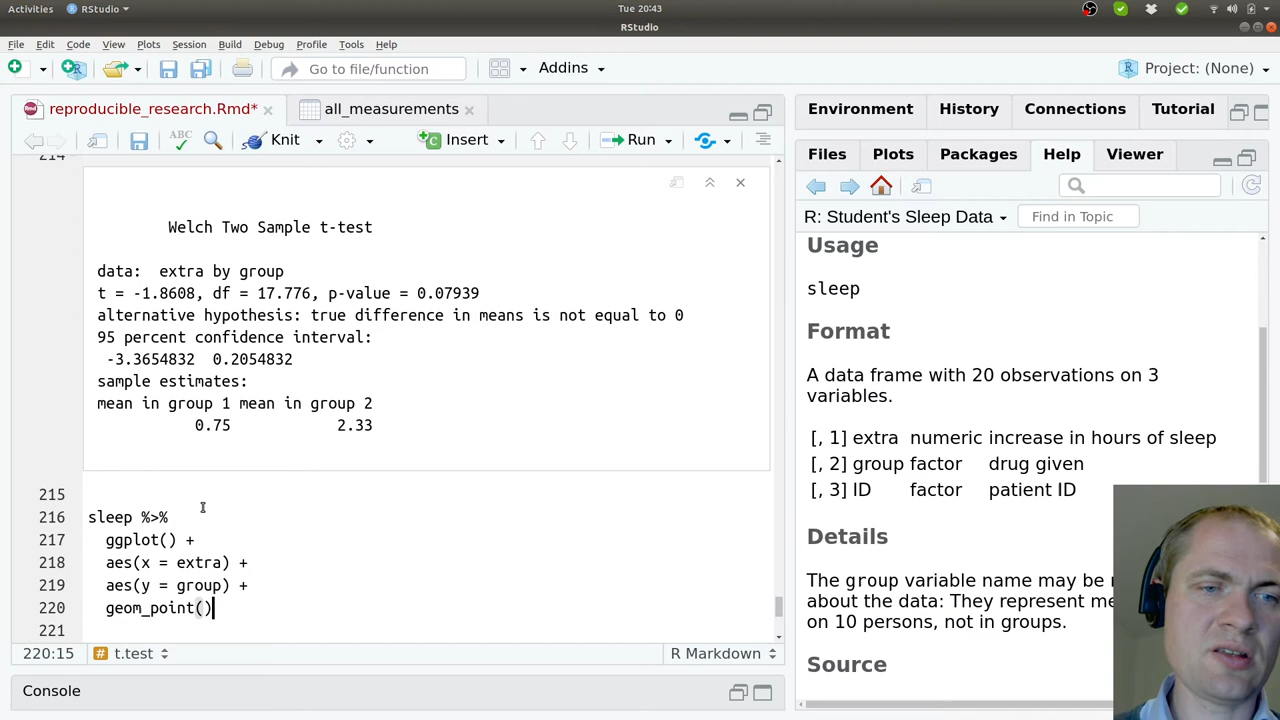 Activities RStudio Tue 20:43
RStudio
File Edit Code View Plots Session Build Debug Profile Tools Help
Go to file/function Addins Project: (None)
reproducible_research.Rmd* all_measurements
ABC Knit Insert Run
214
Welch Two Sample t-test
data: extra by group
t = -1.8608, df = 17.776, p-value = 0.07939
alternative hypothesis: true difference in means is not equal to 0
95 percent confidence interval:
-3.3654832 0.2054832
sample estimates:
mean in group 1 mean in group 2
0.75 2.33
215
216 sleep %>%
217 ggplot() +
218 aes(x = extra) +
219 aes(y = group) +
220 geom_point()
221
220:15 # t.test R Markdown
Console
Environment History Connections Tutorial
Files Plots Packages Help Viewer
R: Student's Sleep Data Find in Topic
Usage
sleep
Format
A data frame with 20 observations on 3
variables.
[, 1] extra numeric increase in hours of sleep
[, 2] group factor drug given
[, 3] ID factor patient ID
Details
The group variable name may be
about the data: They represent
on 10 persons, not in groups.
Source